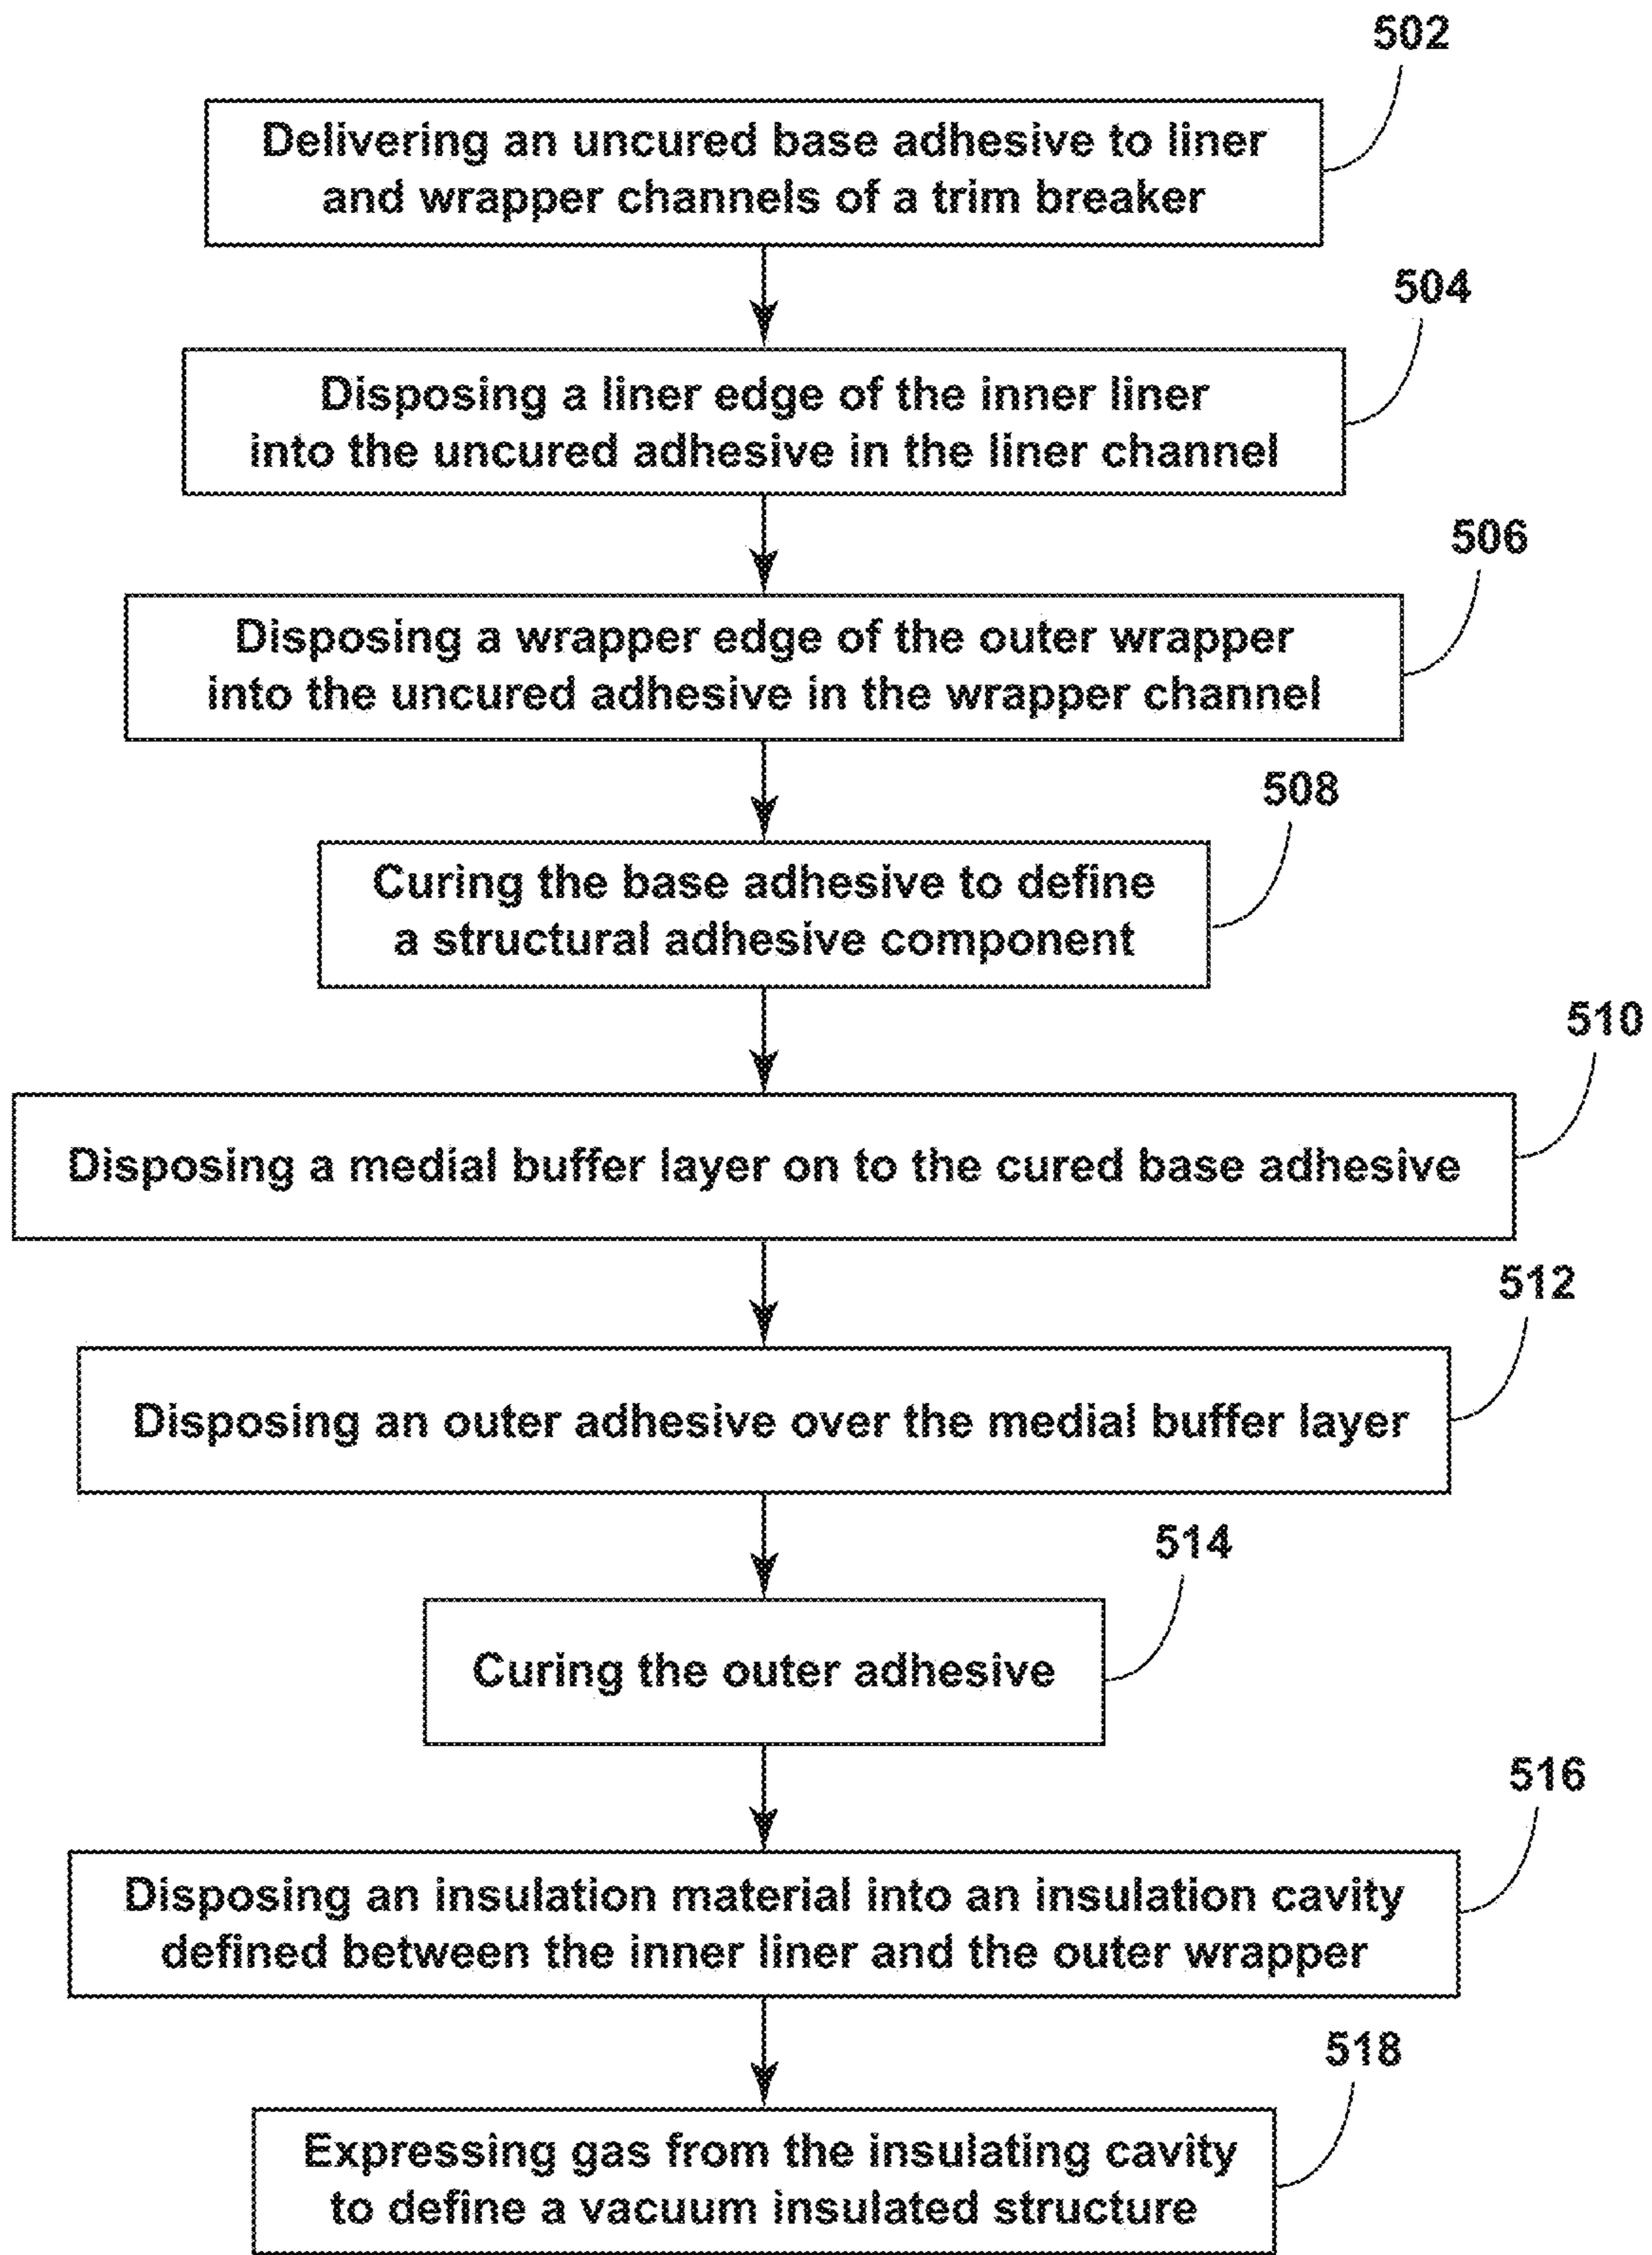 502
Delivering an uncured base adhesive to liner
and wrapper channels of a trim breaker
504
Disposing a liner edge of the inner liner
into the uncured adhesive in the liner channel
506
Disposing a wrapper edge of the outer wrapper
into the uncured adhesive in the wrapper channel
508
Curing the base adhesive to define
a structural adhesive component
510
Disposing a medial buffer layer on to the cured base adhesive
512
Disposing an outer adhesive over the medial buffer layer
514
Curing the outer adhesive
516
Disposing an insulation material into an insulation cavity
defined between the inner liner and the outer wrapper
518
Expressing gas from the insulating cavity
to define a vacuum insulated structure